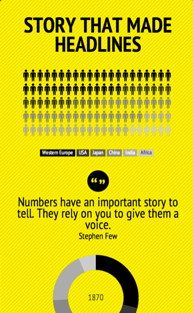 STORY THAT MADE
HEADLINES
Western Europe USA Japan China India Africa
“ ”
Numbers have an important story to
tell. They rely on you to give them a
voice.
Stephen Few
1870